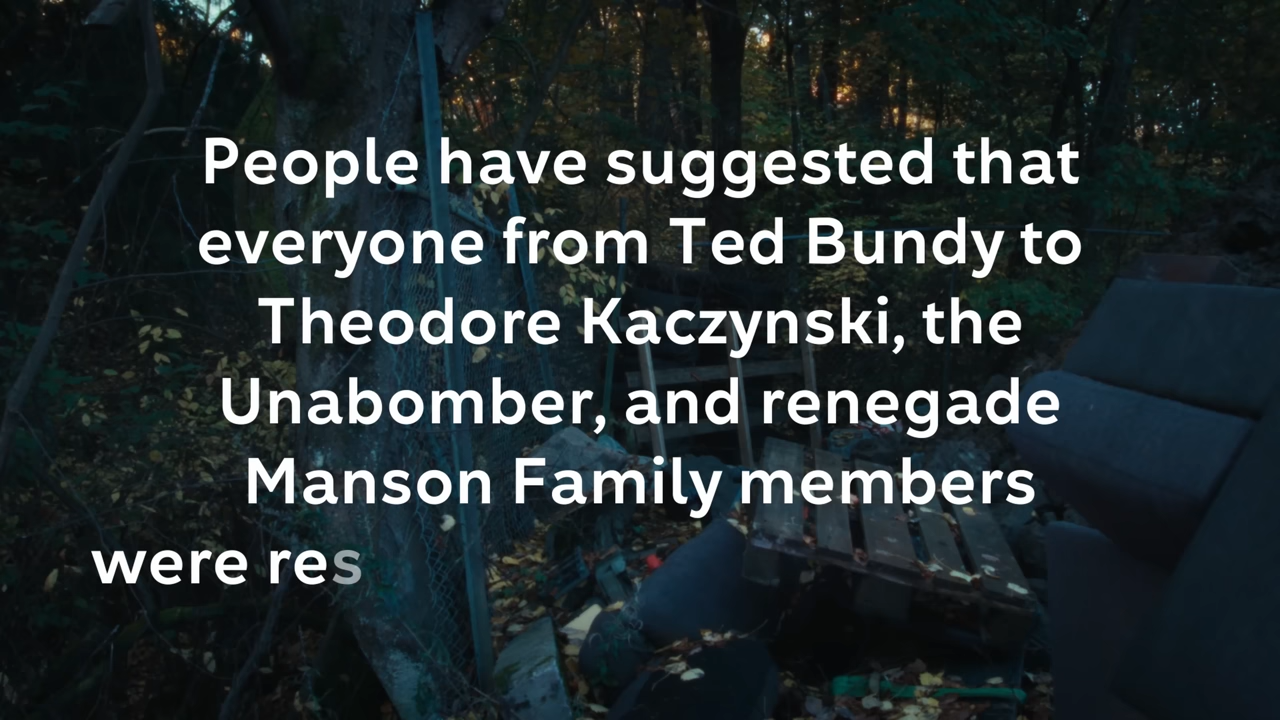 People have suggested that
everyone from Ted Bundy to
Theodore Kaczynski, the
Unabomber, and renegade
Manson Family members
were res